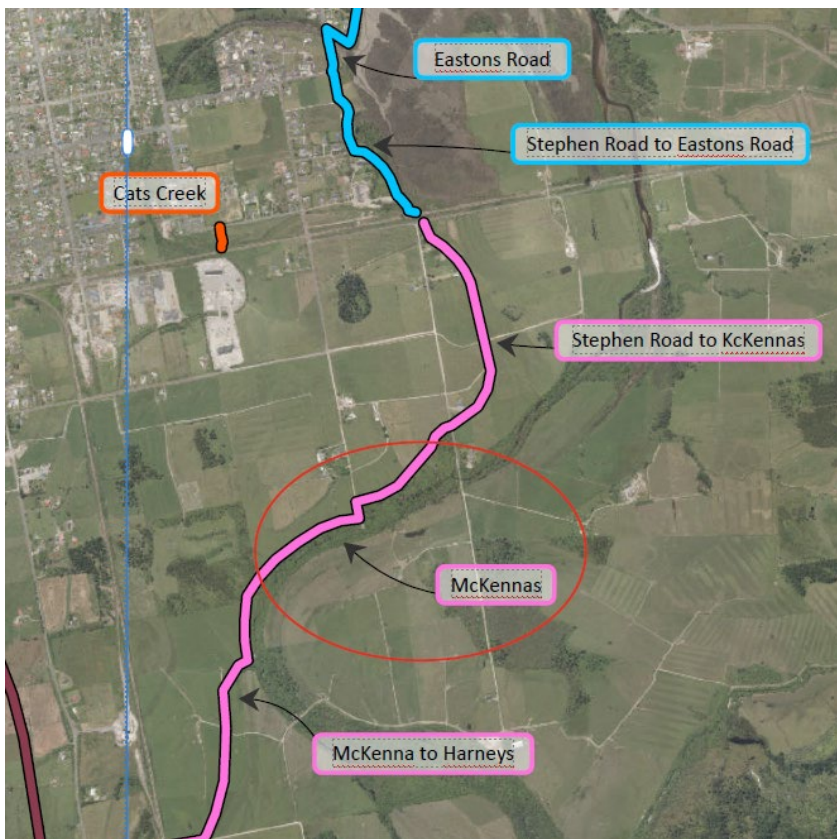 Eastons Road
Stephen Road to Eastons Road
Cats Creek
Stephen Road to KcKennas
McKennas
McKenna to Harneys